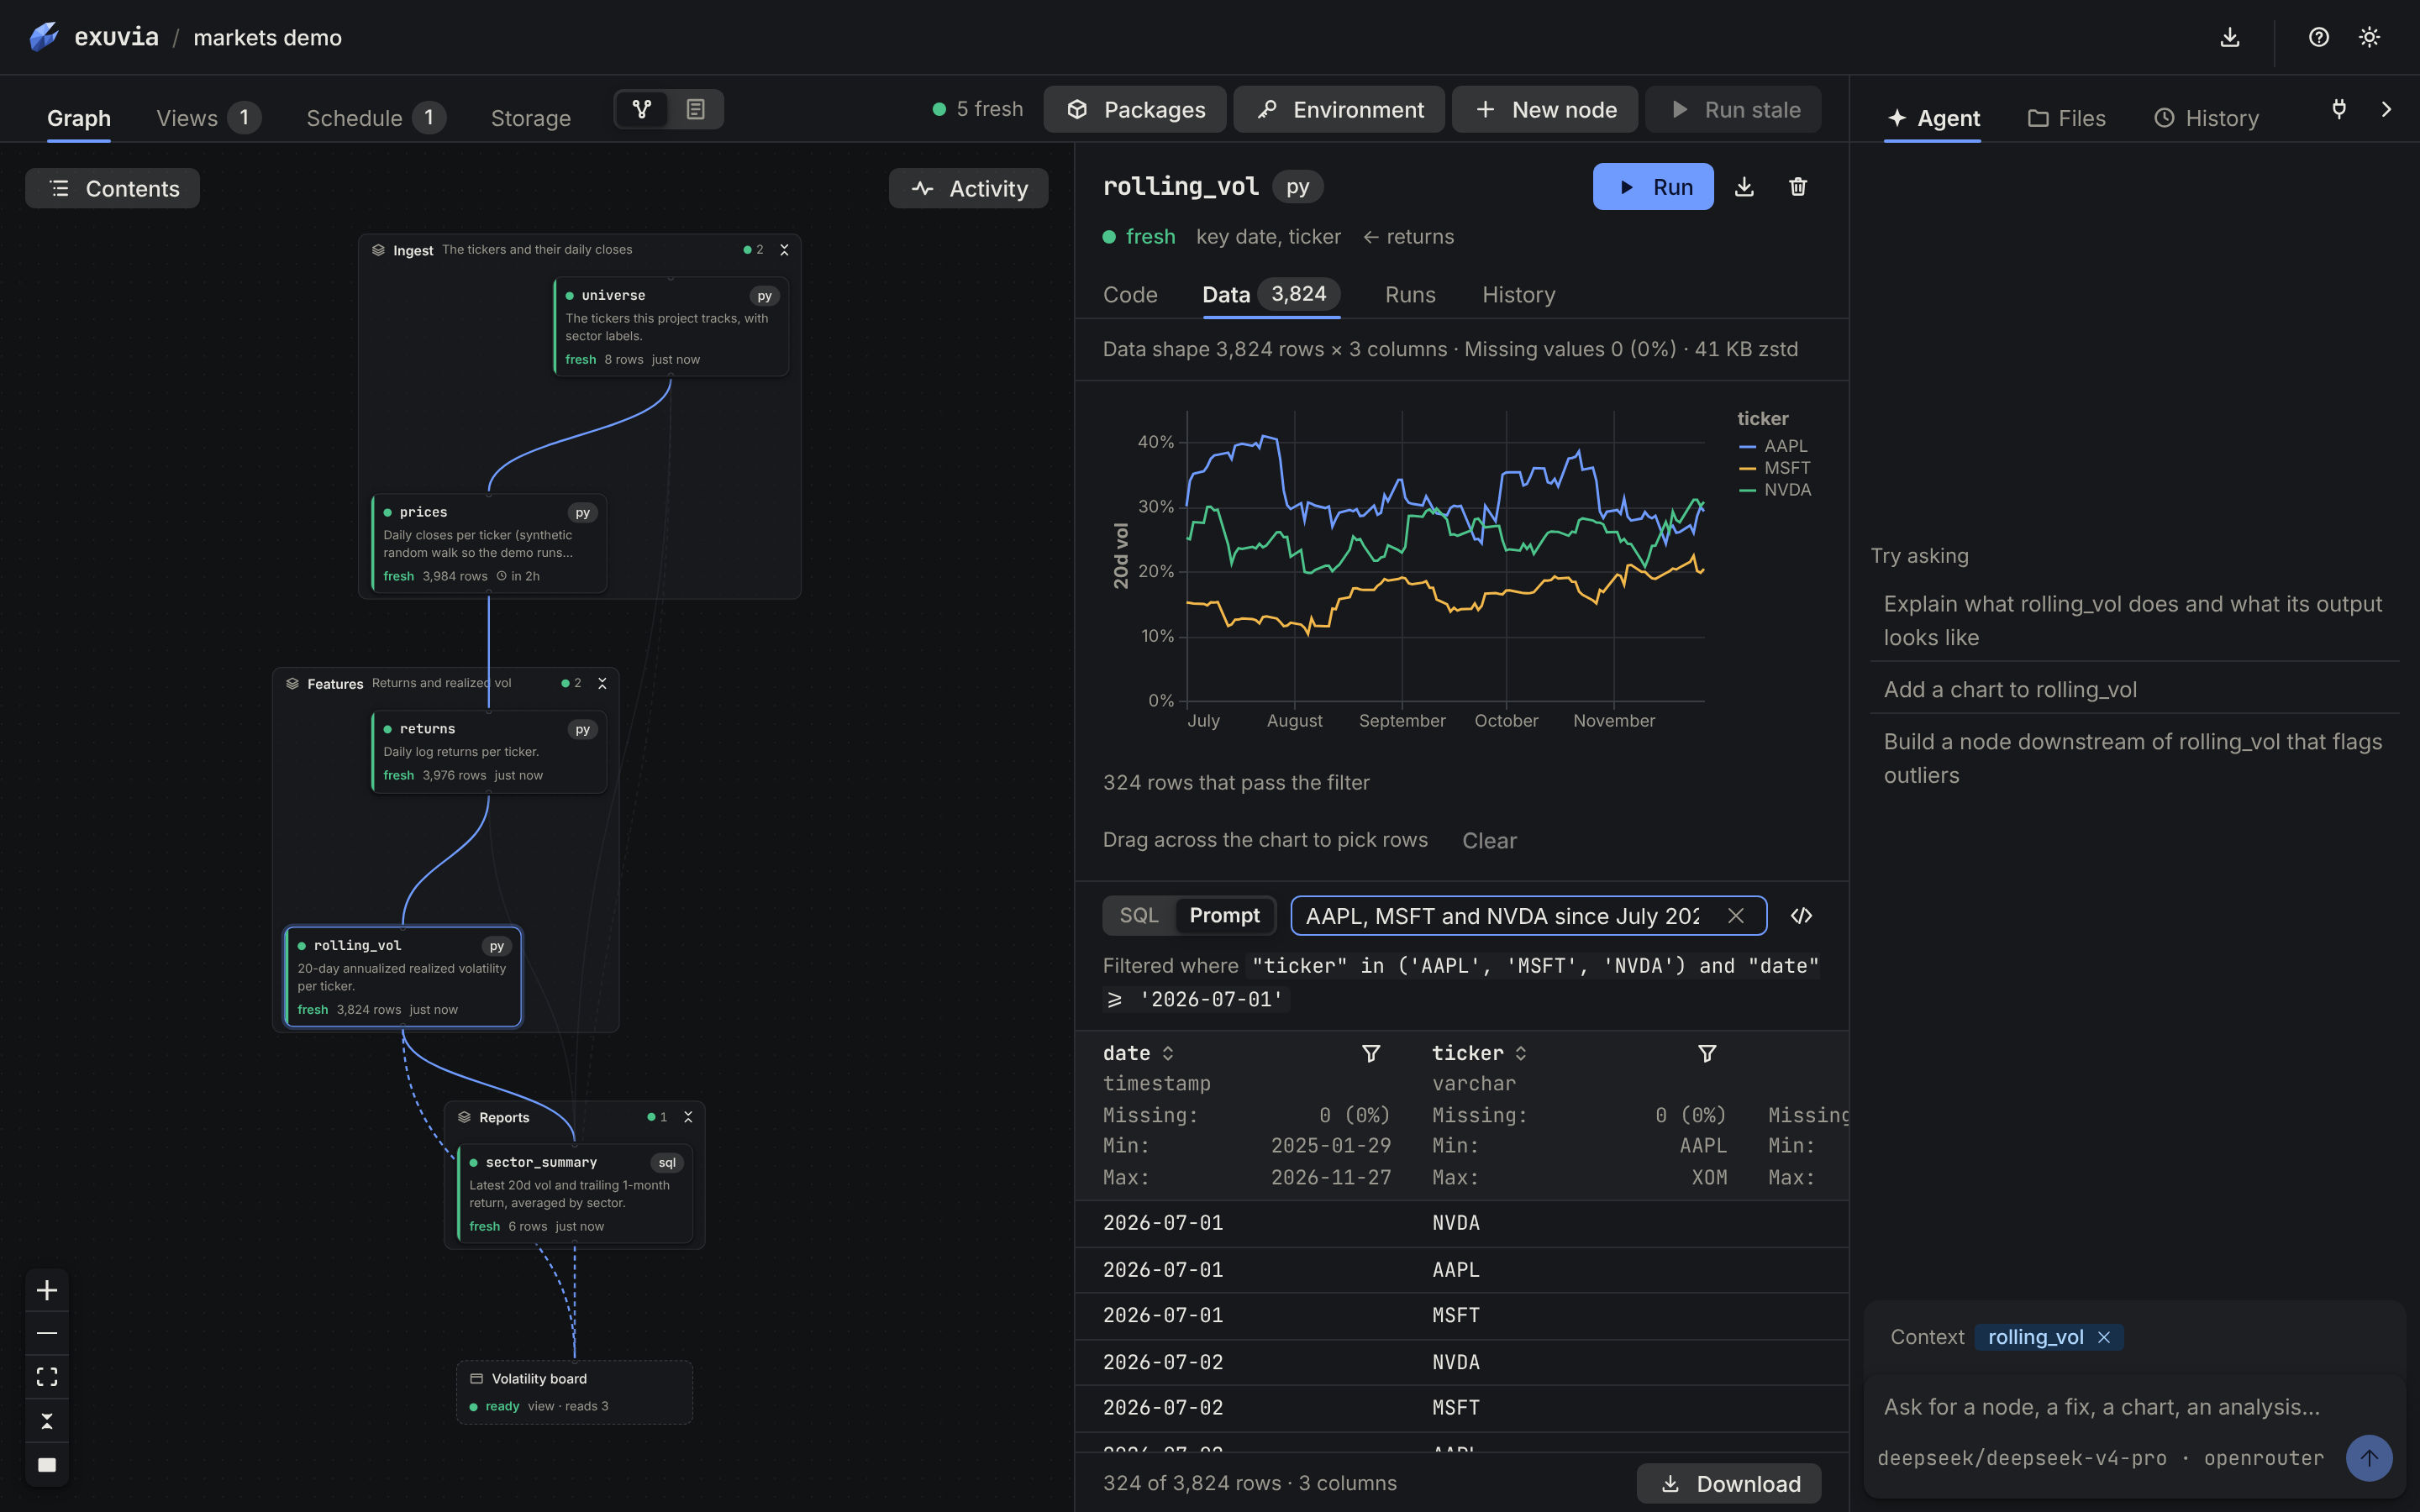 exuvia / markets demo
Graph
Views 1
Schedule 1
Storage
5 fresh
Packages
Environment
New node
Run stale
Agent
Files
History
Contents
Activity
Ingest The tickers and their daily closes 2
universe py
The tickers this project tracks, with
sector labels.
fresh 8 rows just now
prices py
Daily closes per ticker (synthetic
random walk so the demo runs...
fresh 3,984 rows in 2h
Features Returns and realized vol 2
returns py
Daily log returns per ticker.
fresh 3,976 rows just now
rolling_vol py
20-day annualized realized volatility
per ticker.
fresh 3,824 rows just now
Reports 1
sector_summary sql
Latest 20d vol and trailing 1-month
return, averaged by sector.
fresh 6 rows just now
Volatility board
ready view · reads 3
rolling_vol py
Run
fresh key date, ticker ← returns
Code
Data 3,824
Runs
History
Data shape 3,824 rows × 3 columns · Missing values 0 (0%) · 41 KB zstd
20d vol
40%
30%
20%
10%
0%
July August September October November
ticker
AAPL
MSFT
NVDA
324 rows that pass the filter
Drag across the chart to pick rows Clear
SQL Prompt AAPL, MSFT and NVDA since July 202
Filtered where "ticker" in ('AAPL', 'MSFT', 'NVDA') and "date"
≥ '2026-07-01'
date ticker
timestamp varchar
Missing: 0 (0%) Missing: 0 (0%) Missing
Min: 2025-01-29 Min: AAPL Min:
Max: 2026-11-27 Max: XOM Max:
2026-07-01 NVDA
2026-07-01 AAPL
2026-07-01 MSFT
2026-07-02 NVDA
2026-07-02 MSFT
324 of 3,824 rows · 3 columns
Download
Try asking
Explain what rolling_vol does and what its output
looks like
Add a chart to rolling_vol
Build a node downstream of rolling_vol that flags
outliers
Context rolling_vol
Ask for a node, a fix, a chart, an analysis...
deepseek/deepseek-v4-pro · openrouter